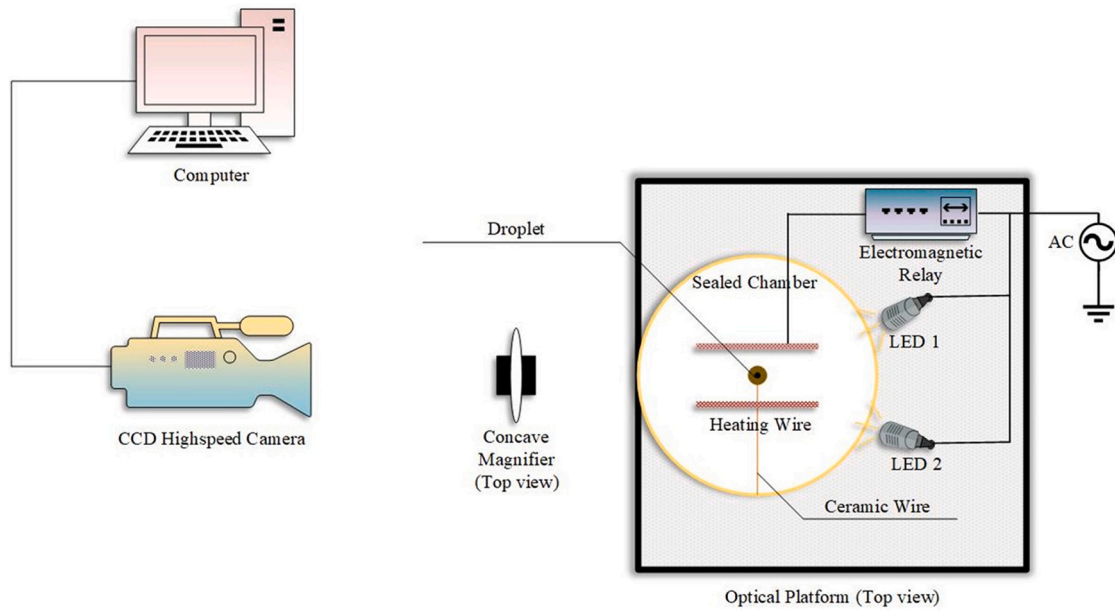 Computer
Droplet
AC
Electromagnetic
Relay
Sealed Chamber
LED 1
CCD Highspeed Camera
Heating Wire
Concave
Magnifier
(Top view)
LED 2
Ceramic Wire
Optical Platform (Top view)